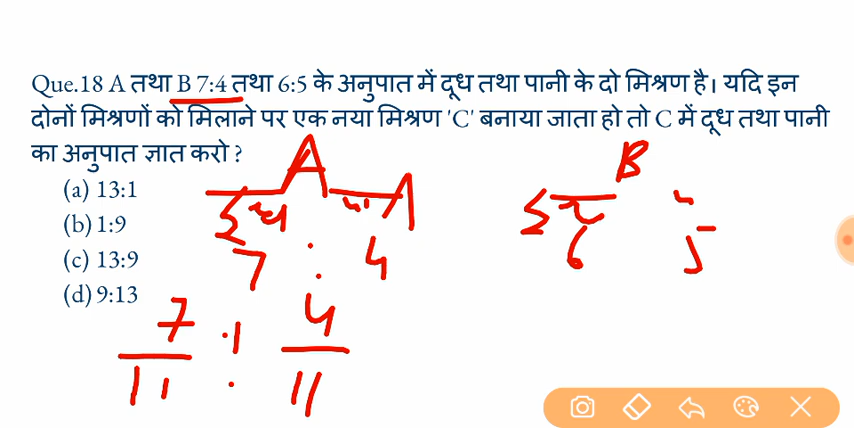 Que.18 A तथा B 7:4 तथा 6:5 के अनुपात में दूध तथा पानी के दो मिश्रण है। यदि इन
दोनों मिश्रणों को मिलाने पर एक नया मिश्रण 'C' बनाया जाता हो तो C में दूध तथा पानी
का अनुपात ज्ञात करो ?
(a) 13:1
(b) 1:9
(c) 13:9
(d) 9:13
A B
7 : 4 6 5
7/11 : 4/11